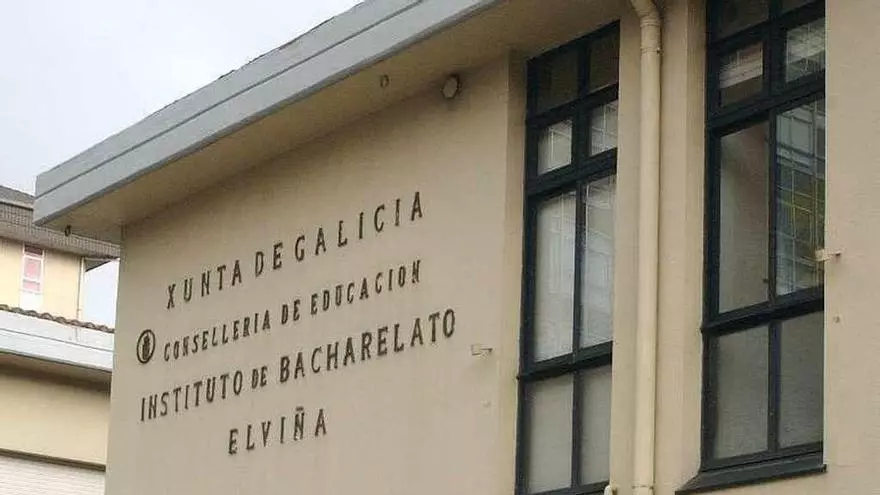 XUNTA DE GALICIA
CONSELLERIA DE EDUCACION
INSTITUTO DE BACHARELATO
ELVIÑA